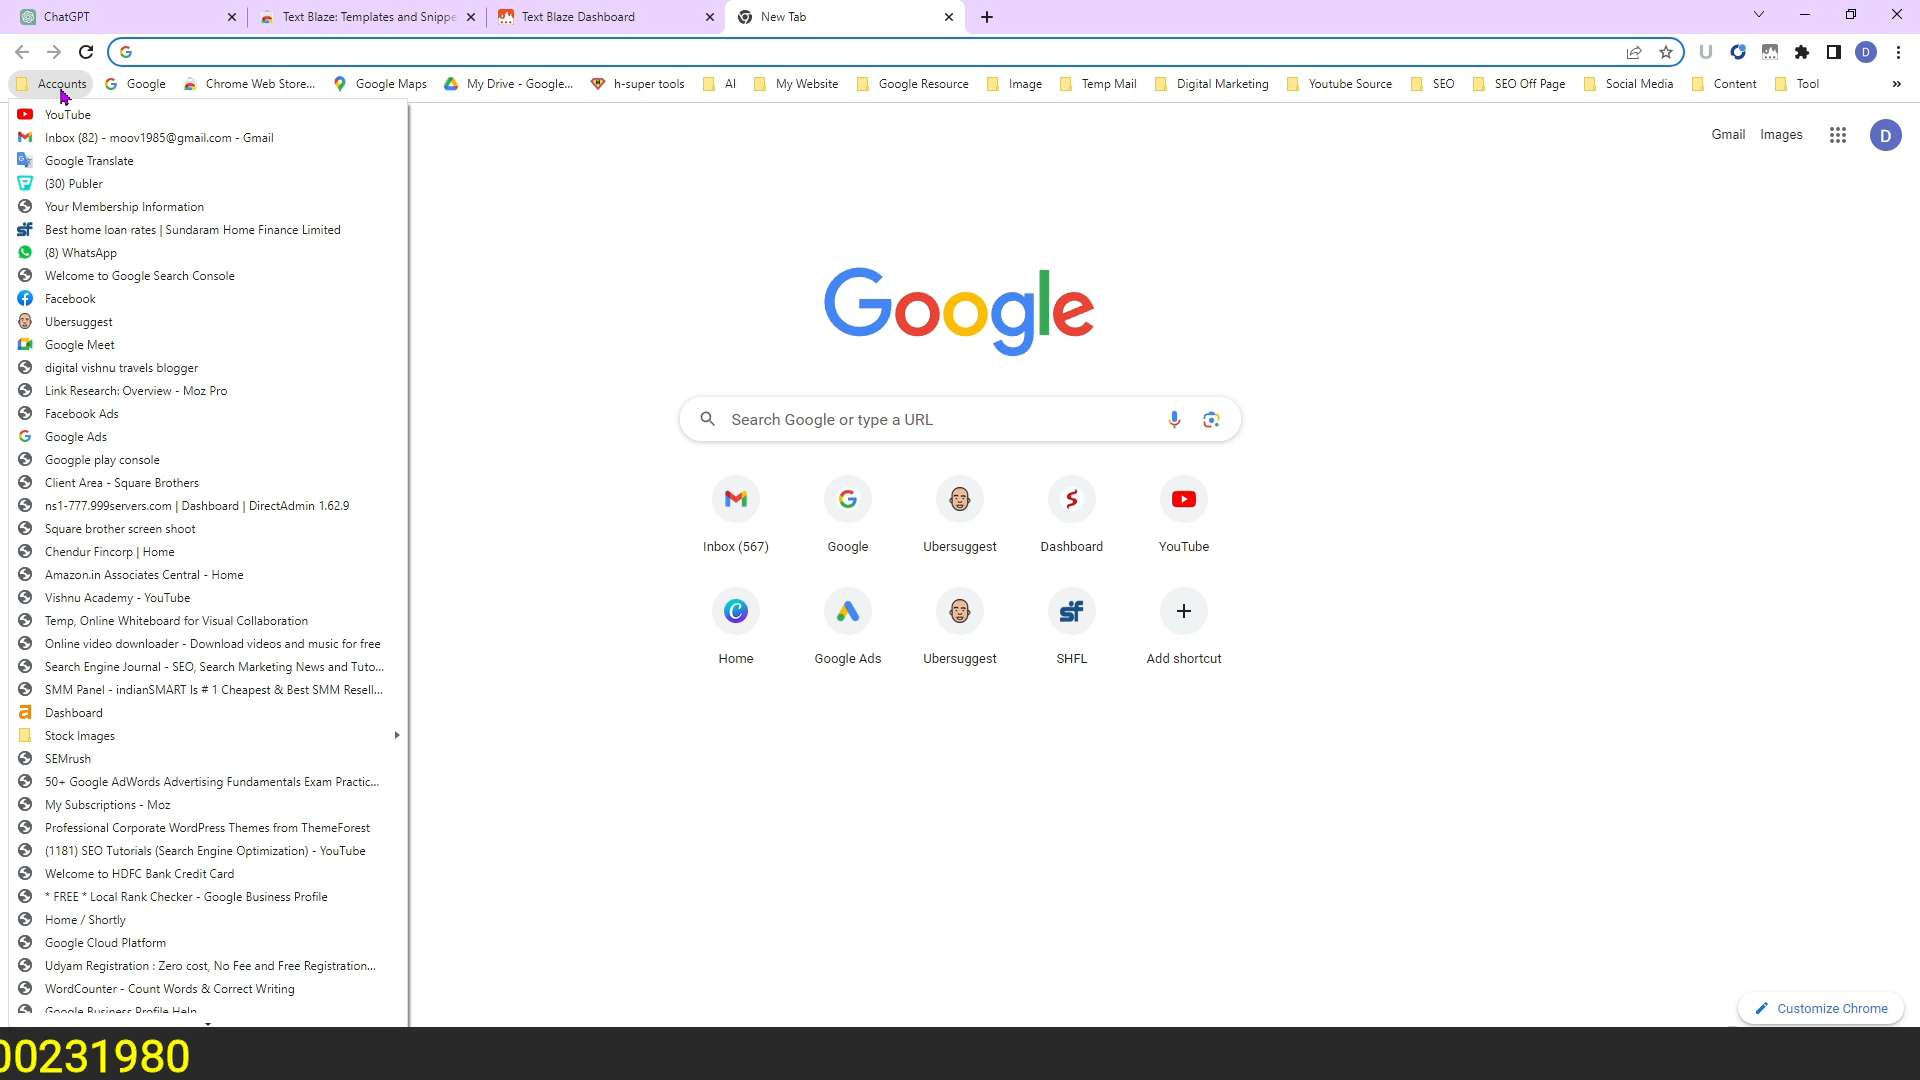 ChatGPT
Text Blaze: Templates and Snippe
Text Blaze Dashboard
New Tab
Accounts
Google
Chrome Web Store...
Google Maps
My Drive - Google...
h-super tools
AI
My Website
Google Resource
Image
Temp Mail
Digital Marketing
Youtube Source
SEO
SEO Off Page
Social Media
Content
Tool
»
YouTube
Inbox (82) - moov1985@gmail.com - Gmail
Google Translate
(30) Publer
Your Membership Information
Best home loan rates | Sundaram Home Finance Limited
(8) WhatsApp
Welcome to Google Search Console
Facebook
Ubersuggest
Google Meet
digital vishnu travels blogger
Link Research: Overview - Moz Pro
Facebook Ads
Google Ads
Googple play console
Client Area - Square Brothers
ns1-777.999servers.com | Dashboard | DirectAdmin 1.62.9
Square brother screen shoot
Chendur Fincorp | Home
Amazon.in Associates Central - Home
Vishnu Academy - YouTube
Temp, Online Whiteboard for Visual Collaboration
Online video downloader - Download videos and music for free
Search Engine Journal - SEO, Search Marketing News and Tuto...
SMM Panel - indianSMART Is # 1 Cheapest & Best SMM Resell...
Dashboard
Stock Images
SEMrush
50+ Google AdWords Advertising Fundamentals Exam Practic...
My Subscriptions - Moz
Professional Corporate WordPress Themes from ThemeForest
(1181) SEO Tutorials (Search Engine Optimization) - YouTube
Welcome to HDFC Bank Credit Card
* FREE * Local Rank Checker - Google Business Profile
Home / Shortly
Google Cloud Platform
Udyam Registration : Zero cost, No Fee and Free Registration...
WordCounter - Count Words & Correct Writing
Google Business Profile Help
Gmail
Images
D
Google
Search Google or type a URL
Inbox (567)
Google
Ubersuggest
Dashboard
YouTube
Home
Google Ads
Ubersuggest
SHFL
Add shortcut
Customize Chrome
00231980